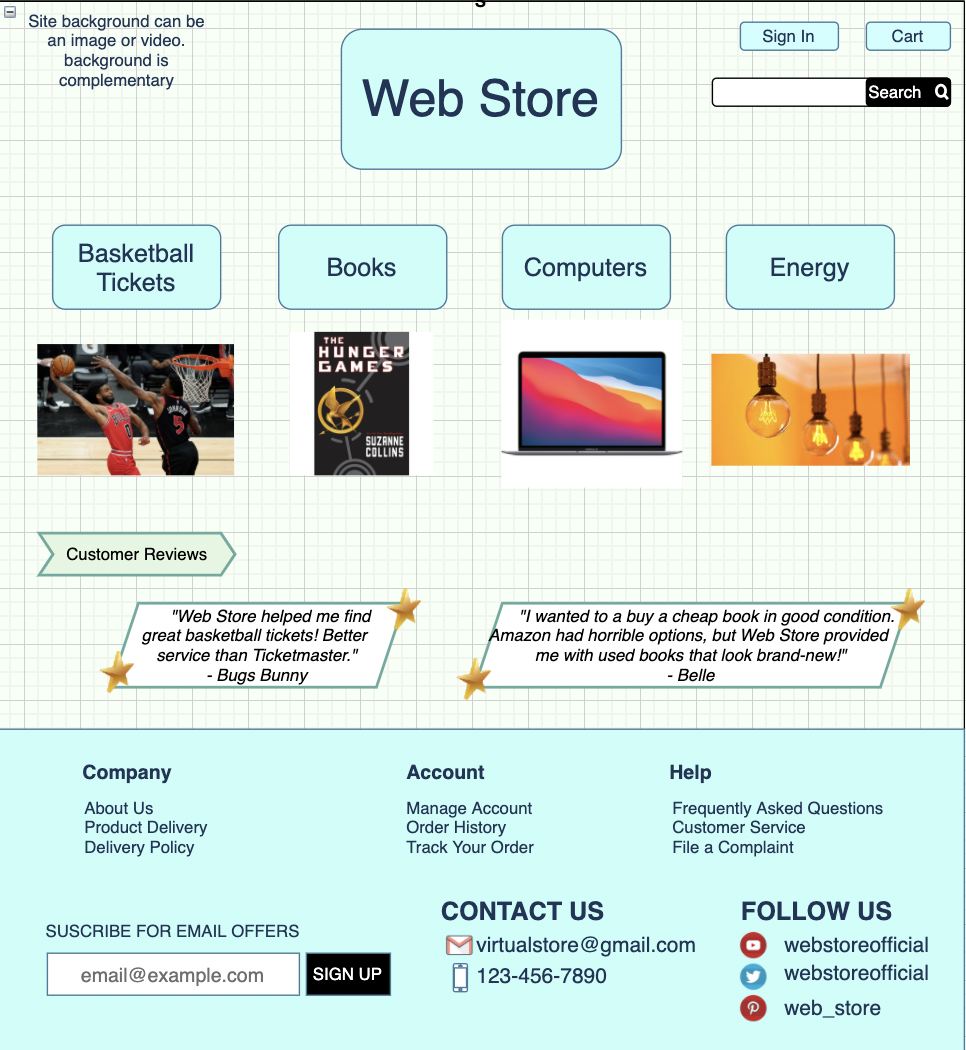 s
Site background can be
an image or video.
background is
complementary
Web Store
Sign In
Cart
Search
Basketball
Tickets
Books
Computers
Energy
BULLS
0
JOHNSON
5
THE
HUNGER
GAMES
SUZANNE
COLLINS
Customer Reviews
"Web Store helped me find
great basketball tickets! Better
service than Ticketmaster."
- Bugs Bunny
"I wanted to a buy a cheap book in good condition.
Amazon had horrible options, but Web Store provided
me with used books that look brand-new!"
- Belle
Company
About Us
Product Delivery
Delivery Policy
Account
Manage Account
Order History
Track Your Order
Help
Frequently Asked Questions
Customer Service
File a Complaint
SUSCRIBE FOR EMAIL OFFERS
email@example.com
SIGN UP
CONTACT US
virtualstore@gmail.com
123-456-7890
FOLLOW US
webstoreofficial
webstoreofficial
web_store